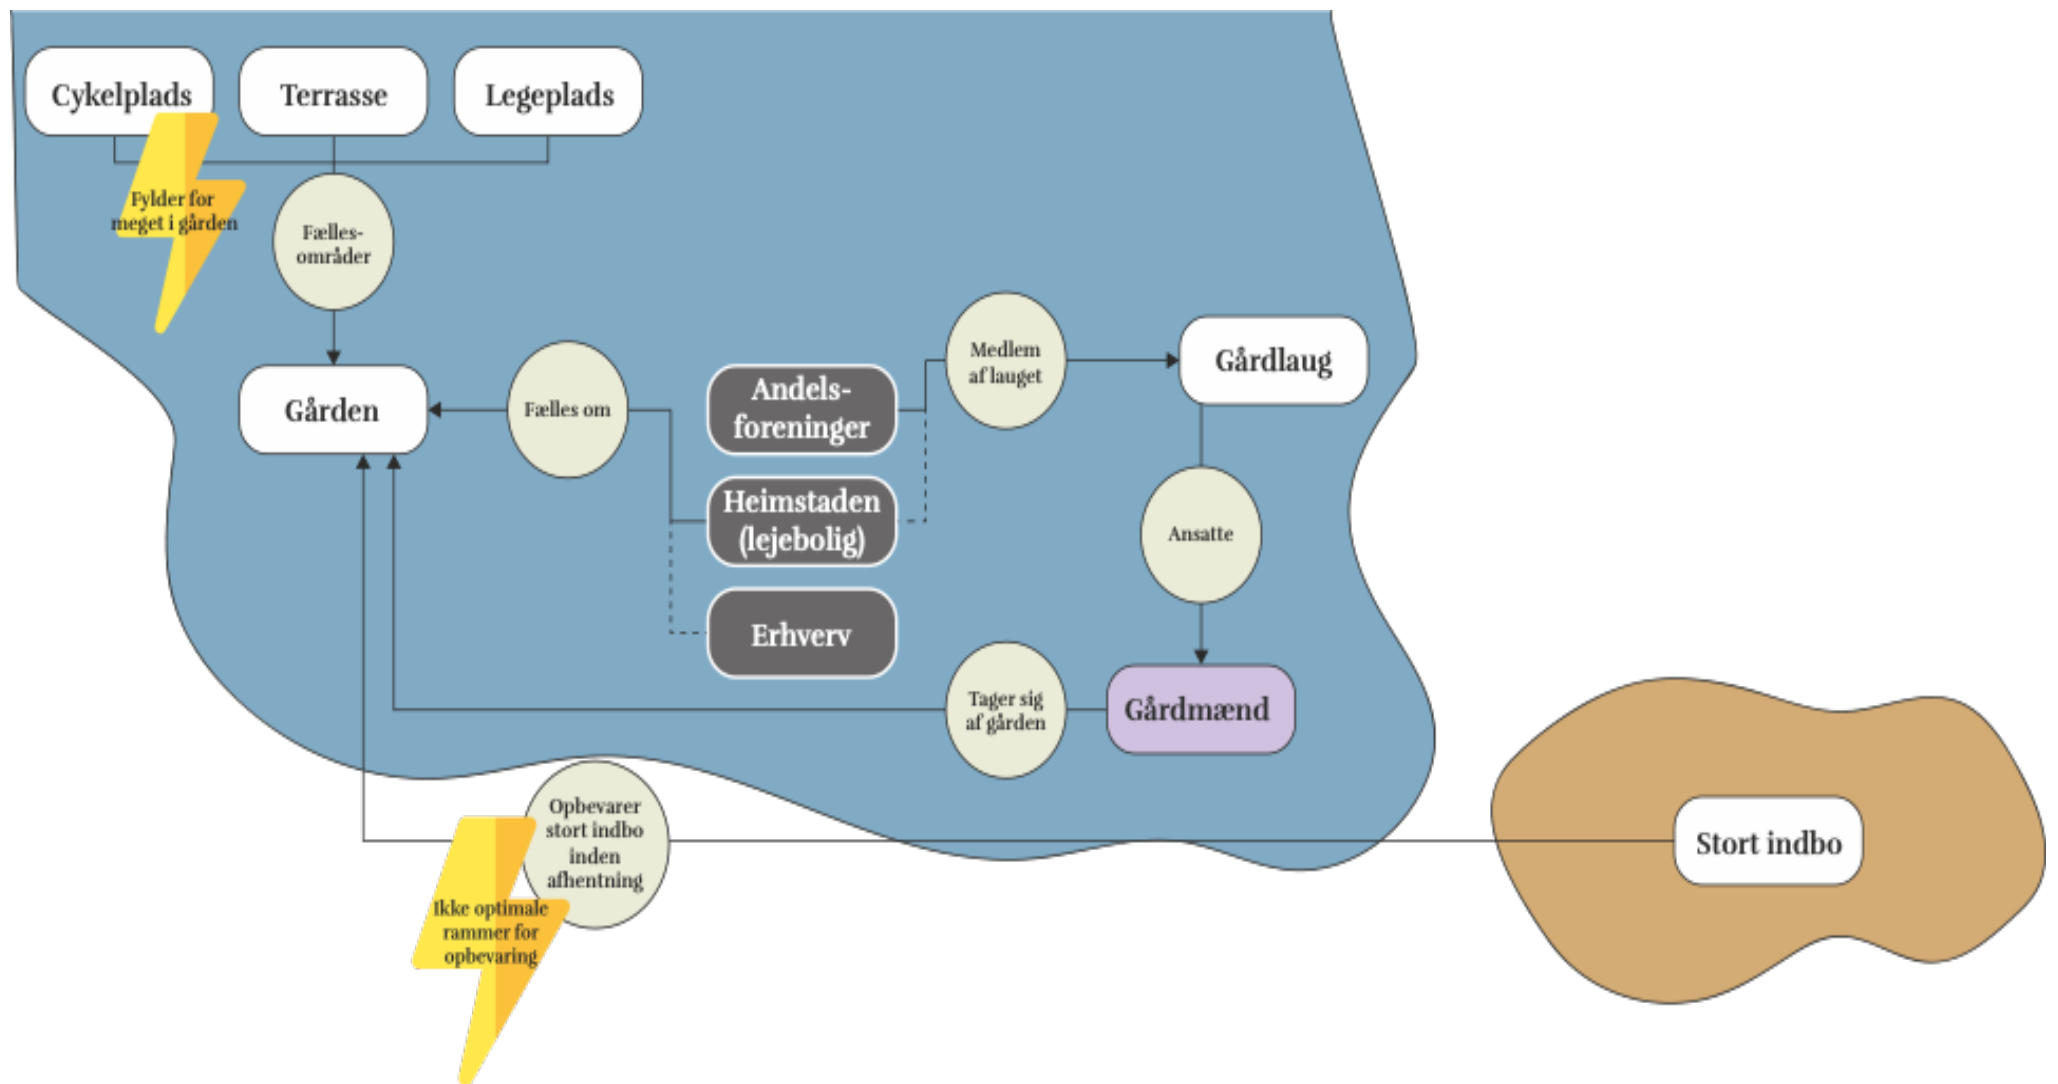 Cykelplads
Terrasse
Legeplads
Fylder for
meget i gården
Fælles-
områder
Gården
Fælles om
Andels-
foreninger
Heimstaden
(lejebolig)
Erhverv
Medlem
af lauget
Gårdlaug
Ansatte
Gårdmænd
Tager sig
af gården
Opbevarer
stort indbo
inden
afhentning
Ikke optimale
rammer for
opbevaring
Stort indbo